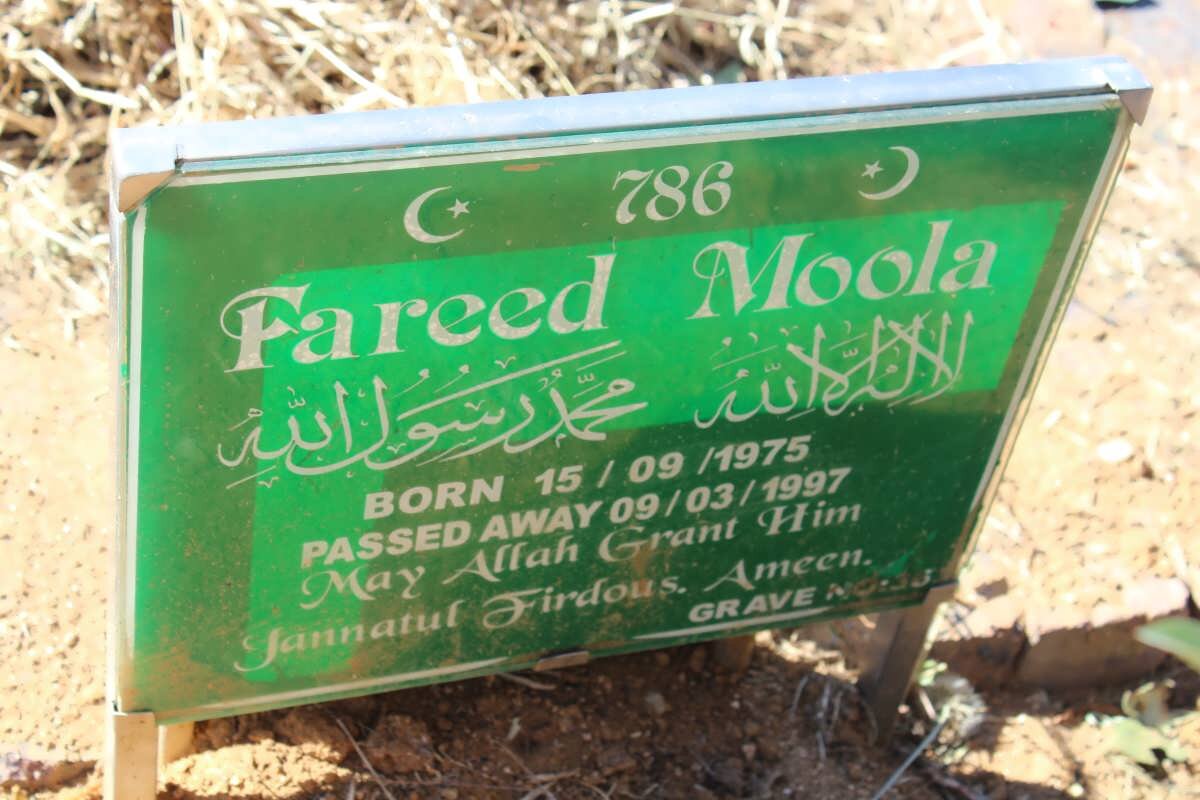 786
Fareed Moola
لا إله إلا الله محمد رسول الله
BORN 15 / 09 / 1975
PASSED AWAY 09 / 03 / 1997
May Allah Grant Him
Jannatul Firdous. Ameen.
GRAVE NO: